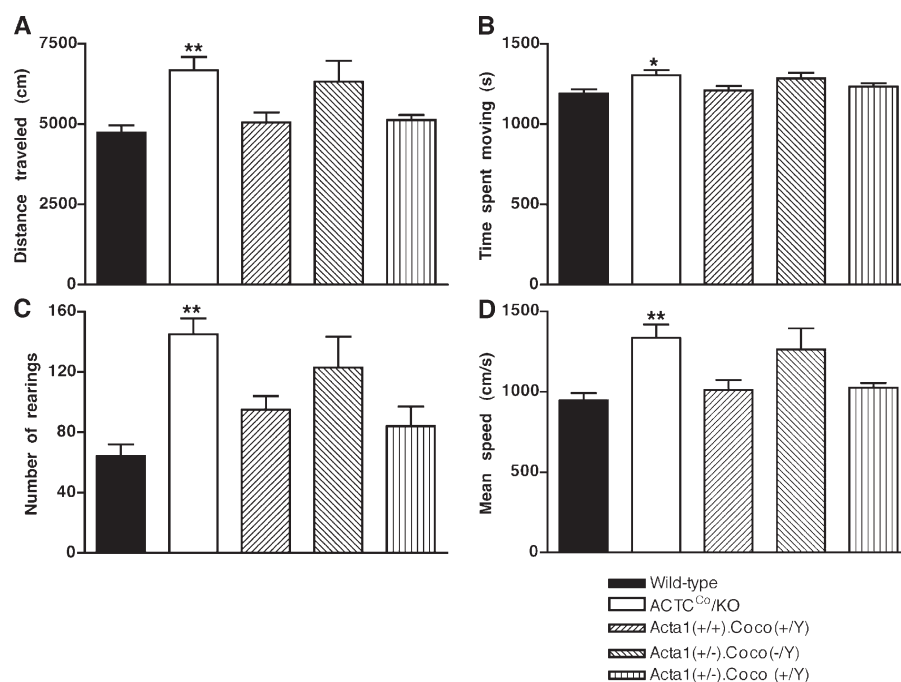 A
Distance traveled (cm)
7500
5000
2500
0
**
B
Time spent moving (s)
1500
1000
500
0
*
C
Number of rearings
160
120
80
40
0
**
D
Mean speed (cm/s)
1500
1000
500
0
**
Wild-type
ACTC^Co/KO
Acta1(+/+).Coco(+/Y)
Acta1(+/-).Coco(-/Y)
Acta1(+/-).Coco (+/Y)